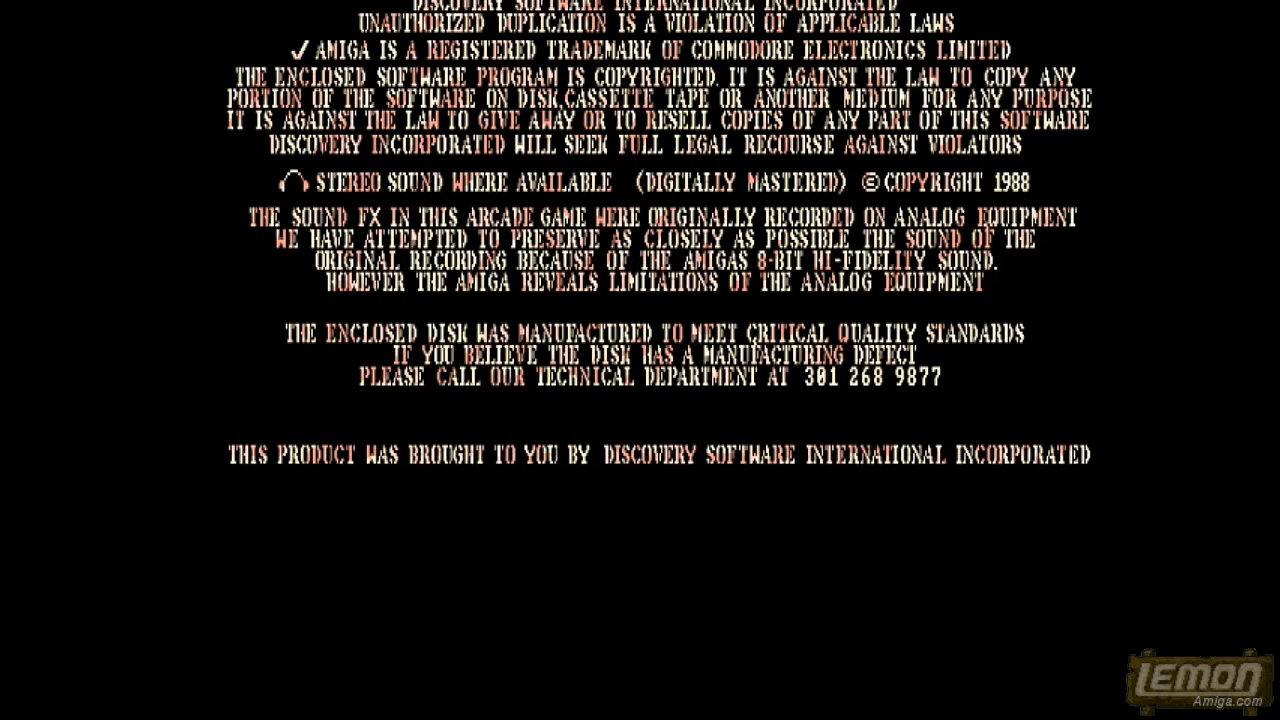 DISCOVERY SOFTWARE INTERNATIONAL INCORPORATED
UNAUTHORIZED DUPLICATION IS A VIOLATION OF APPLICABLE LAWS
AMIGA IS A REGISTERED TRADEMARK OF COMMODORE ELECTRONICS LIMITED
THE ENCLOSED SOFTWARE PROGRAM IS COPYRIGHTED. IT IS AGAINST THE LAW TO COPY ANY
PORTION OF THE SOFTWARE ON DISK,CASSETTE TAPE OR ANOTHER MEDIUM FOR ANY PURPOSE
IT IS AGAINST THE LAW TO GIVE AWAY OR TO RESELL COPIES OF ANY PART OF THIS SOFTWARE
DISCOVERY INCORPORATED WILL SEEK FULL LEGAL RECOURSE AGAINST VIOLATORS
STEREO SOUND WHERE AVAILABLE (DIGITALLY MASTERED) © COPYRIGHT 1988
THE SOUND FX IN THIS ARCADE GAME WERE ORIGINALLY RECORDED ON ANALOG EQUIPMENT
WE HAVE ATTEMPTED TO PRESERVE AS CLOSELY AS POSSIBLE THE SOUND OF THE
ORIGINAL RECORDING BECAUSE OF THE AMIGAS 8-BIT HI-FIDELITY SOUND.
HOWEVER THE AMIGA REVEALS LIMITATIONS OF THE ANALOG EQUIPMENT
THE ENCLOSED DISK WAS MANUFACTURED TO MEET CRITICAL QUALITY STANDARDS
IF YOU BELIEVE THE DISK HAS A MANUFACTURING DEFECT
PLEASE CALL OUR TECHNICAL DEPARTMENT AT 301 268 9877
THIS PRODUCT WAS BROUGHT TO YOU BY DISCOVERY SOFTWARE INTERNATIONAL INCORPORATED
LEMON
Amiga.com